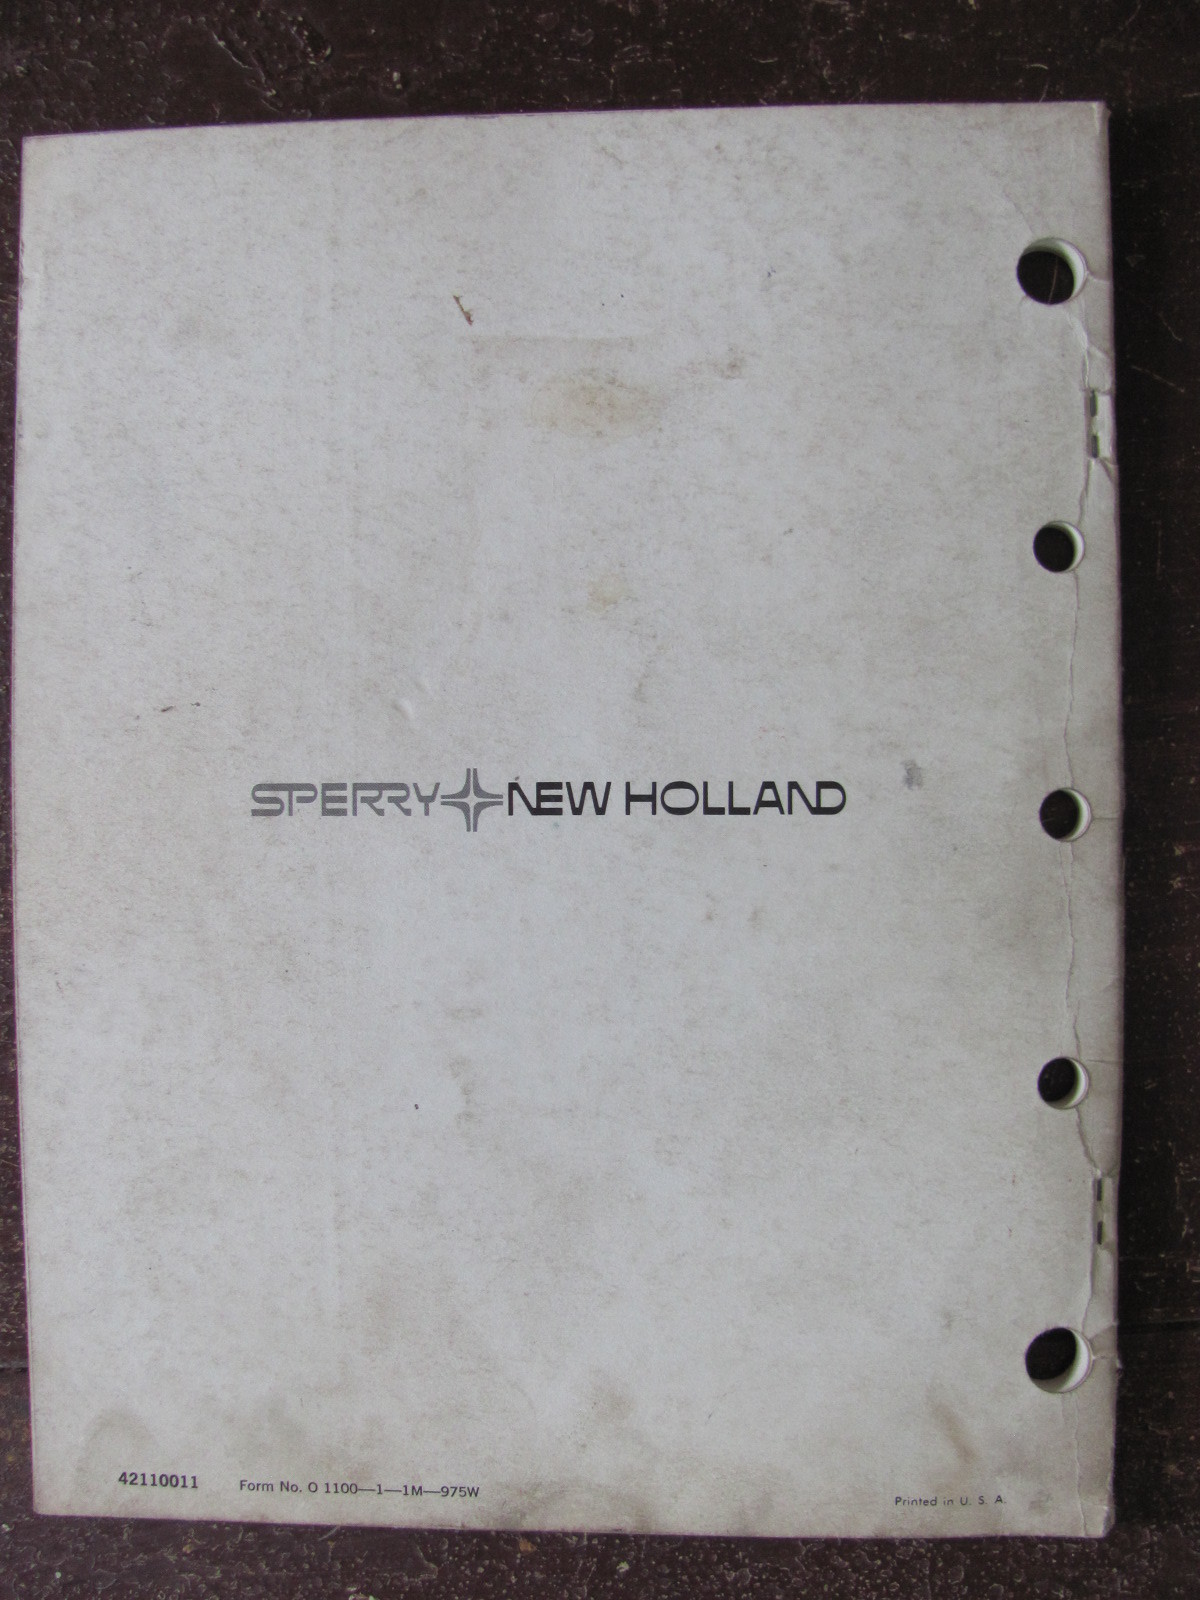 SPERRY NEW HOLLAND
42110011 Form No. O 1100—1—1M—975W
Printed in U. S. A.